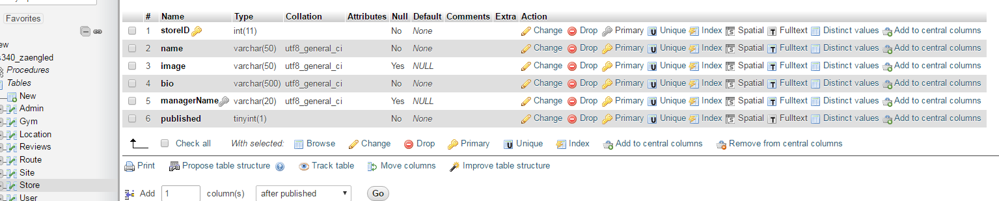 Favorites
s340_zaengled
Procedures
Tables
New
Admin
Gym
Location
Reviews
Route
Site
Store
User
# Name Type Collation Attributes Null Default Comments Extra Action
1 storeID int(11) No None Change Drop Primary Unique Index Spatial Fulltext Distinct values Add to central columns
2 name varchar(50) utf8_general_ci No None Change Drop Primary Unique Index Spatial Fulltext Distinct values Add to central columns
3 image varchar(50) utf8_general_ci Yes NULL Change Drop Primary Unique Index Spatial Fulltext Distinct values Add to central columns
4 bio varchar(500) utf8_general_ci No None Change Drop Primary Unique Index Spatial Fulltext Distinct values Add to central columns
5 managerName varchar(20) utf8_general_ci Yes NULL Change Drop Primary Unique Index Spatial Fulltext Distinct values Add to central columns
6 published tinyint(1) No None Change Drop Primary Unique Index Spatial Fulltext Distinct values Add to central columns
Check all With selected: Browse Change Drop Primary Unique Index Add to central columns Remove from central columns
Print Propose table structure Track table Move columns Improve table structure
Add 1 column(s) after published Go